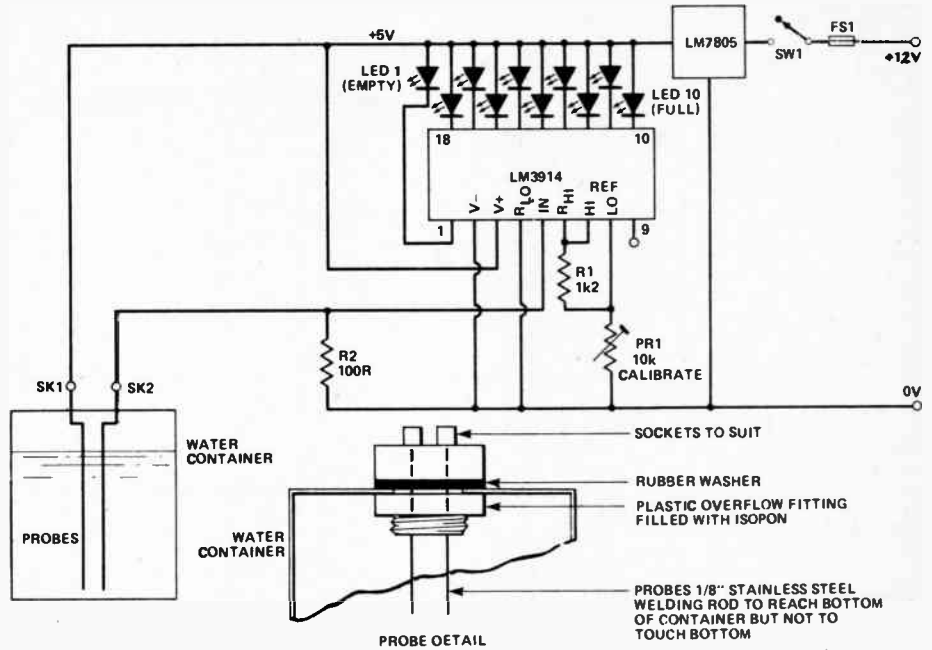 +5V
LM7805
SW1
FS1
+12V
LED 1
(EMPTY)
LED 10
(FULL)
18
10
LM3914
V-
V+
RLO
IN
RHI
REF
HI
LO
1
9
R1
1k2
R2
100R
PR1
10k
CALIBRATE
SK1
SK2
0V
WATER
CONTAINER
PROBES
SOCKETS TO SUIT
RUBBER WASHER
PLASTIC OVERFLOW FITTING
FILLED WITH ISOPON
WATER
CONTAINER
PROBES 1/8" STAINLESS STEEL
WELDING ROD TO REACH BOTTOM
OF CONTAINER BUT NOT TO
TOUCH BOTTOM
PROBE OETAIL